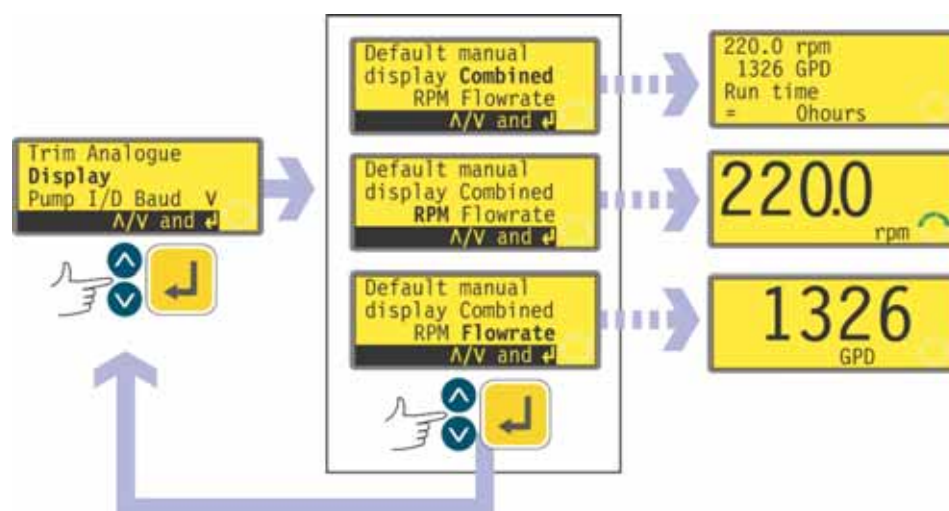 Trim Analogue
Display
Pump I/D Baud ∨
∧/∨ and ↲
Default manual
display Combined
RPM Flowrate
∧/∨ and ↲
Default manual
display Combined
RPM Flowrate
∧/∨ and ↲
Default manual
display Combined
RPM Flowrate
∧/∨ and ↲
220.0 rpm
1326 GPD
Run time
= 0hours
220.0
rpm
1326
GPD